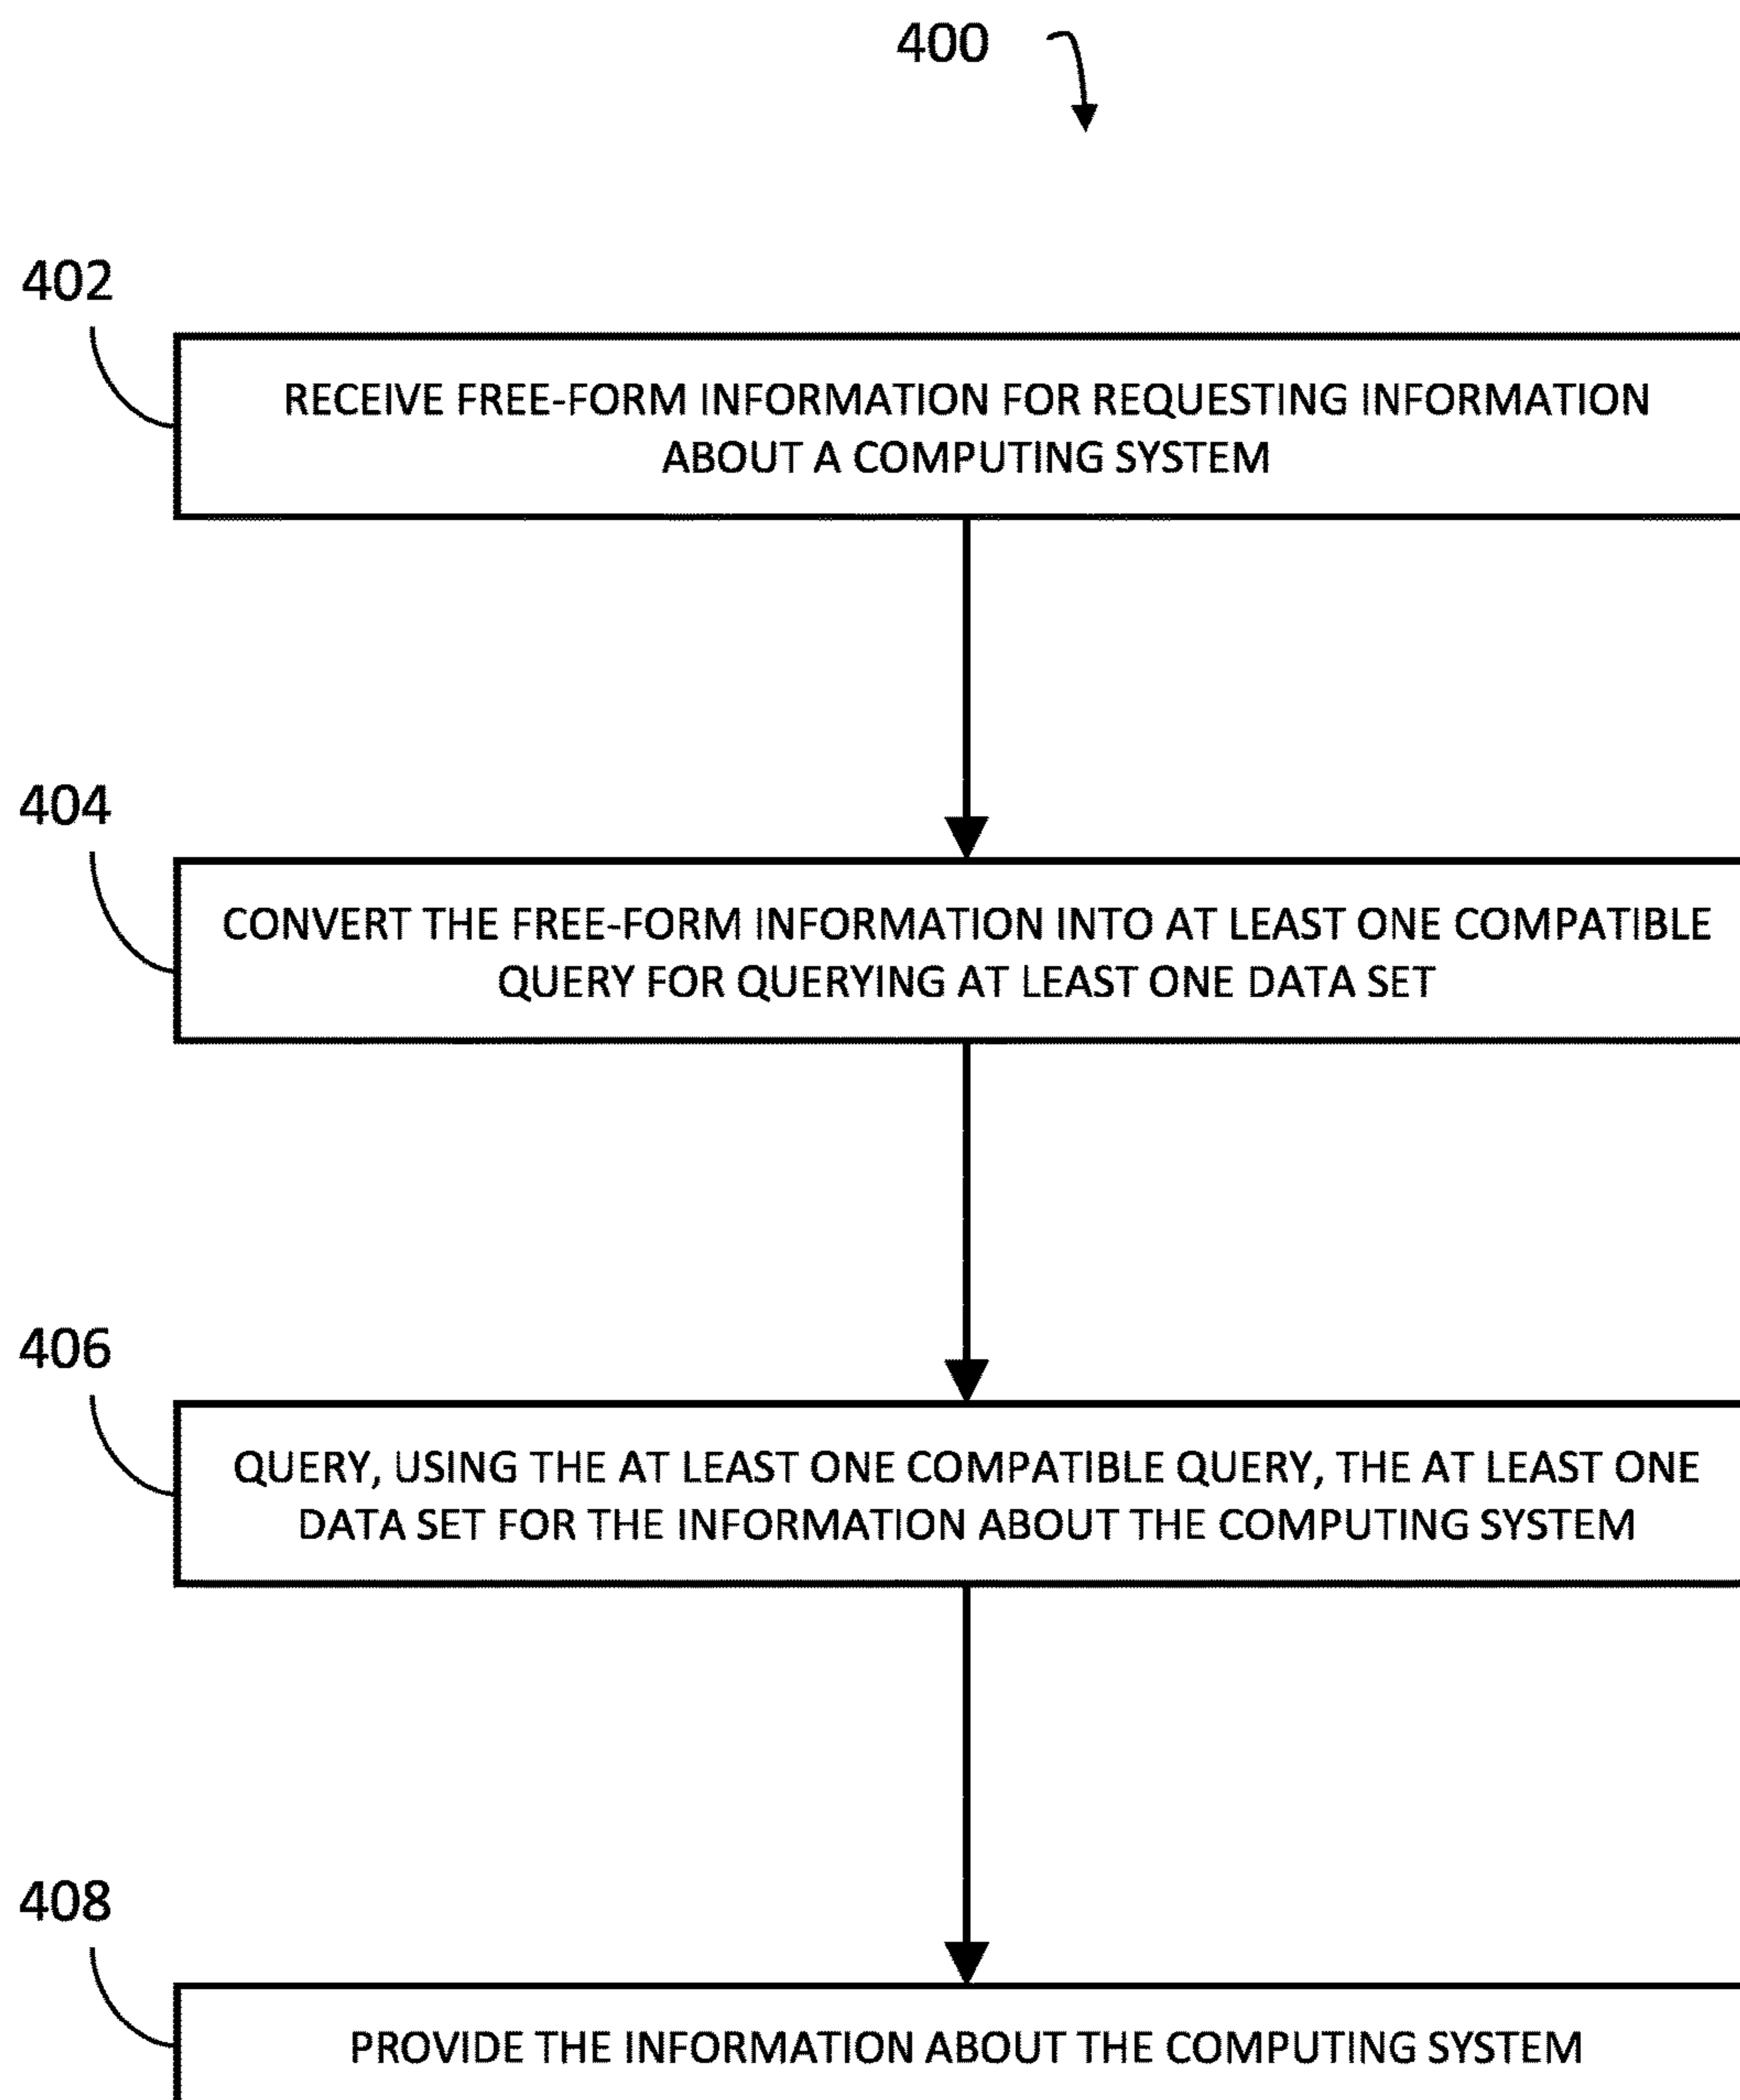 400
402
RECEIVE FREE-FORM INFORMATION FOR REQUESTING INFORMATION
ABOUT A COMPUTING SYSTEM
404
CONVERT THE FREE-FORM INFORMATION INTO AT LEAST ONE COMPATIBLE
QUERY FOR QUERYING AT LEAST ONE DATA SET
406
QUERY, USING THE AT LEAST ONE COMPATIBLE QUERY, THE AT LEAST ONE
DATA SET FOR THE INFORMATION ABOUT THE COMPUTING SYSTEM
408
PROVIDE THE INFORMATION ABOUT THE COMPUTING SYSTEM